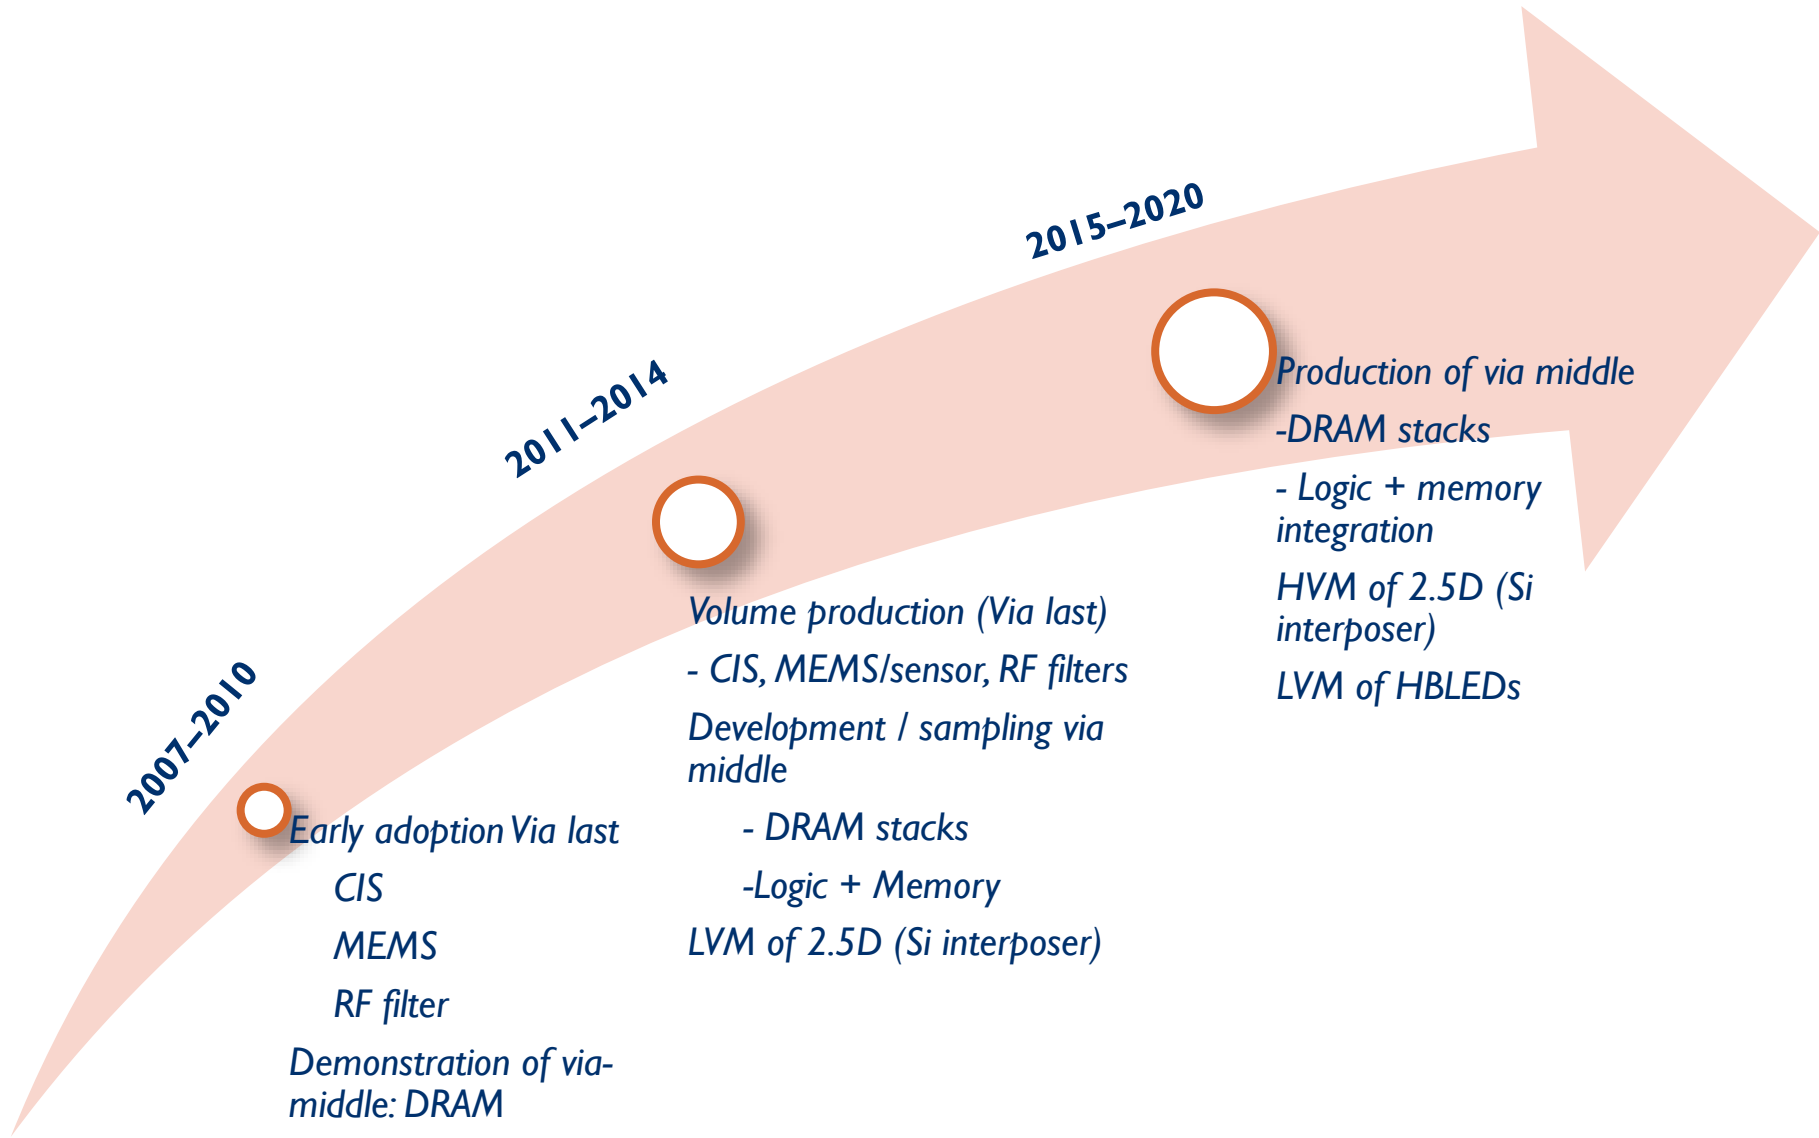 2007–2010
Early adoption Via last
CIS
MEMS
RF filter
Demonstration of via-
middle: DRAM
2011–2014
Volume production (Via last)
- CIS, MEMS/sensor, RF filters
Development / sampling via
middle
- DRAM stacks
-Logic + Memory
LVM of 2.5D (Si interposer)
2015–2020
Production of via middle
-DRAM stacks
- Logic + memory
integration
HVM of 2.5D (Si
interposer)
LVM of HBLEDs